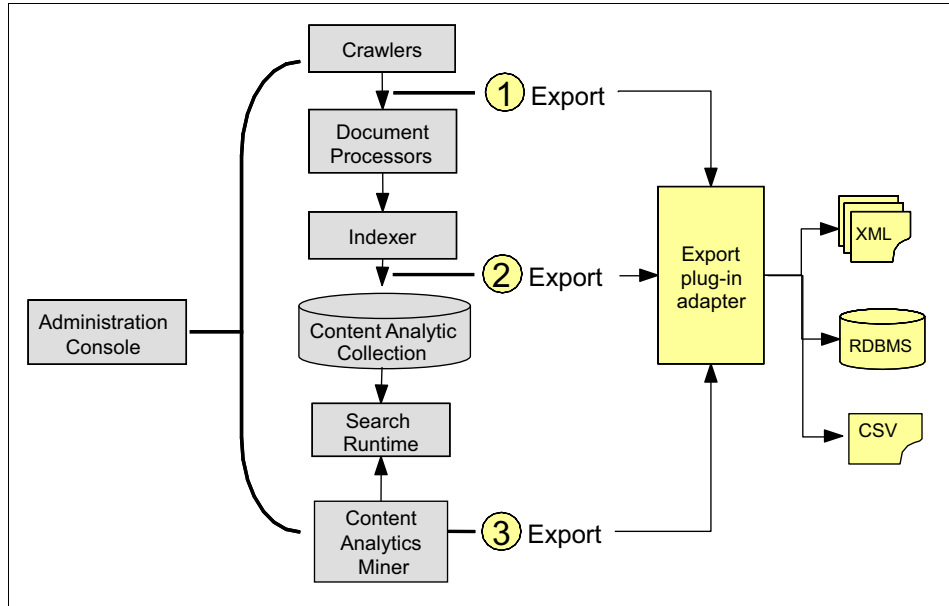 Crawlers
1 Export
Document
Processors
Indexer
2 Export
Export
plug-in
adapter
XML
RDBMS
CSV
Administration
Console
Content Analytic
Collection
Search
Runtime
Content
Analytics
Miner
3 Export